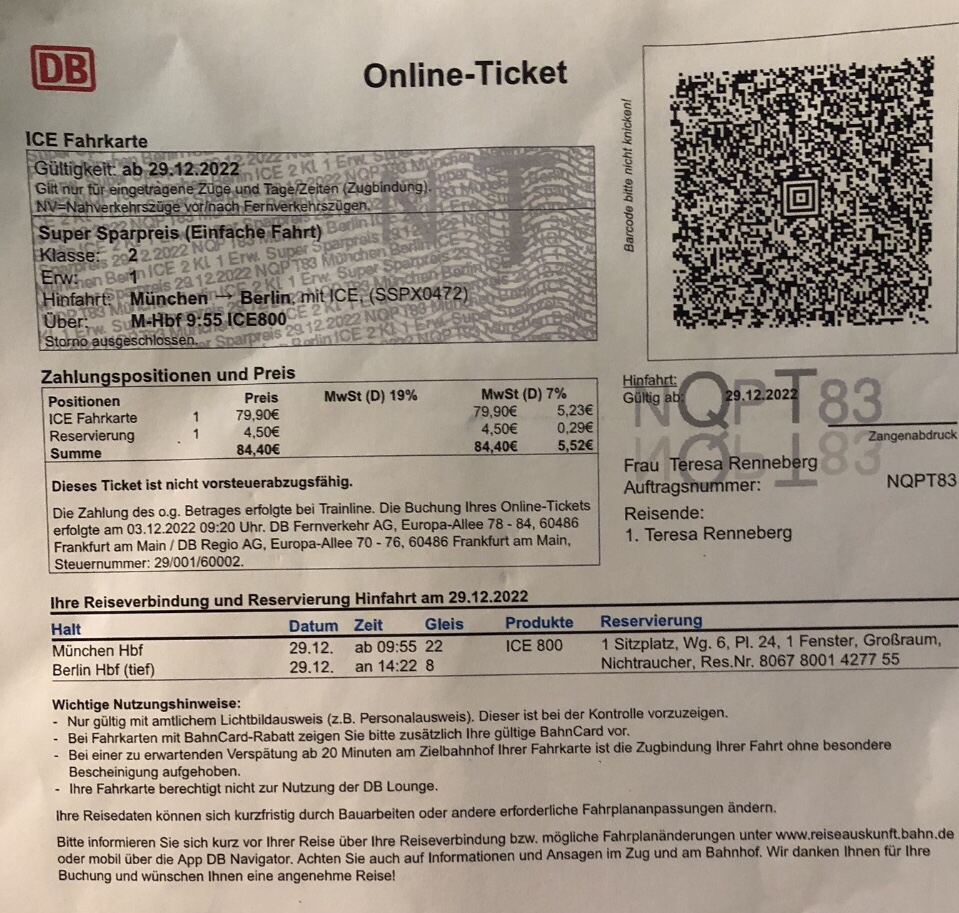 DB
Online-Ticket
Barcode bitte nicht knicken!
ICE Fahrkarte
Gültigkeit: ab 29.12.2022
Gilt nur für eingetragene Züge und Tage/Zeiten (Zugbindung).
NV=Nahverkehrszüge vor/nach Fernverkehrszügen.
Super Sparpreis (Einfache Fahrt)
Klasse: 2
Erw: 1
Hinfahrt: München → Berlin, mit ICE, (SSPX0472)
Über: M-Hbf 9:55 ICE800
Storno ausgeschlossen.
Zahlungspositionen und Preis
Positionen Preis MwSt (D) 19% MwSt (D) 7%
ICE Fahrkarte 1 79,90€ 79,90€ 5,23€
Reservierung 1 4,50€ 4,50€ 0,29€
Summe 84,40€ 84,40€ 5,52€
Dieses Ticket ist nicht vorsteuerabzugsfähig.
Die Zahlung des o.g. Betrages erfolgte bei Trainline. Die Buchung Ihres Online-Tickets
erfolgte am 03.12.2022 09:20 Uhr. DB Fernverkehr AG, Europa-Allee 78 - 84, 60486
Frankfurt am Main / DB Regio AG, Europa-Allee 70 - 76, 60486 Frankfurt am Main,
Steuernummer: 29/001/60002.
Hinfahrt:
Gültig ab: 29.12.2022
NQPT83
Zangenabdruck
Frau Teresa Renneberg
Auftragsnummer: NQPT83
Reisende:
1. Teresa Renneberg
Ihre Reiseverbindung und Reservierung Hinfahrt am 29.12.2022
Halt Datum Zeit Gleis Produkte Reservierung
München Hbf 29.12. ab 09:55 22 ICE 800 1 Sitzplatz, Wg. 6, Pl. 24, 1 Fenster, Großraum,
Berlin Hbf (tief) 29.12. an 14:22 8 Nichtraucher, Res.Nr. 8067 8001 4277 55
Wichtige Nutzungshinweise:
- Nur gültig mit amtlichem Lichtbildausweis (z.B. Personalausweis). Dieser ist bei der Kontrolle vorzuzeigen.
- Bei Fahrkarten mit BahnCard-Rabatt zeigen Sie bitte zusätzlich Ihre gültige BahnCard vor.
- Bei einer zu erwartenden Verspätung ab 20 Minuten am Zielbahnhof Ihrer Fahrkarte ist die Zugbindung Ihrer Fahrt ohne besondere
Bescheinigung aufgehoben.
- Ihre Fahrkarte berechtigt nicht zur Nutzung der DB Lounge.
Ihre Reisedaten können sich kurzfristig durch Bauarbeiten oder andere erforderliche Fahrplananpassungen ändern.
Bitte informieren Sie sich kurz vor Ihrer Reise über Ihre Reiseverbindung bzw. mögliche Fahrplanänderungen unter www.reiseauskunft.bahn.de
oder mobil über die App DB Navigator. Achten Sie auch auf Informationen und Ansagen im Zug und am Bahnhof. Wir danken Ihnen für Ihre
Buchung und wünschen Ihnen eine angenehme Reise!